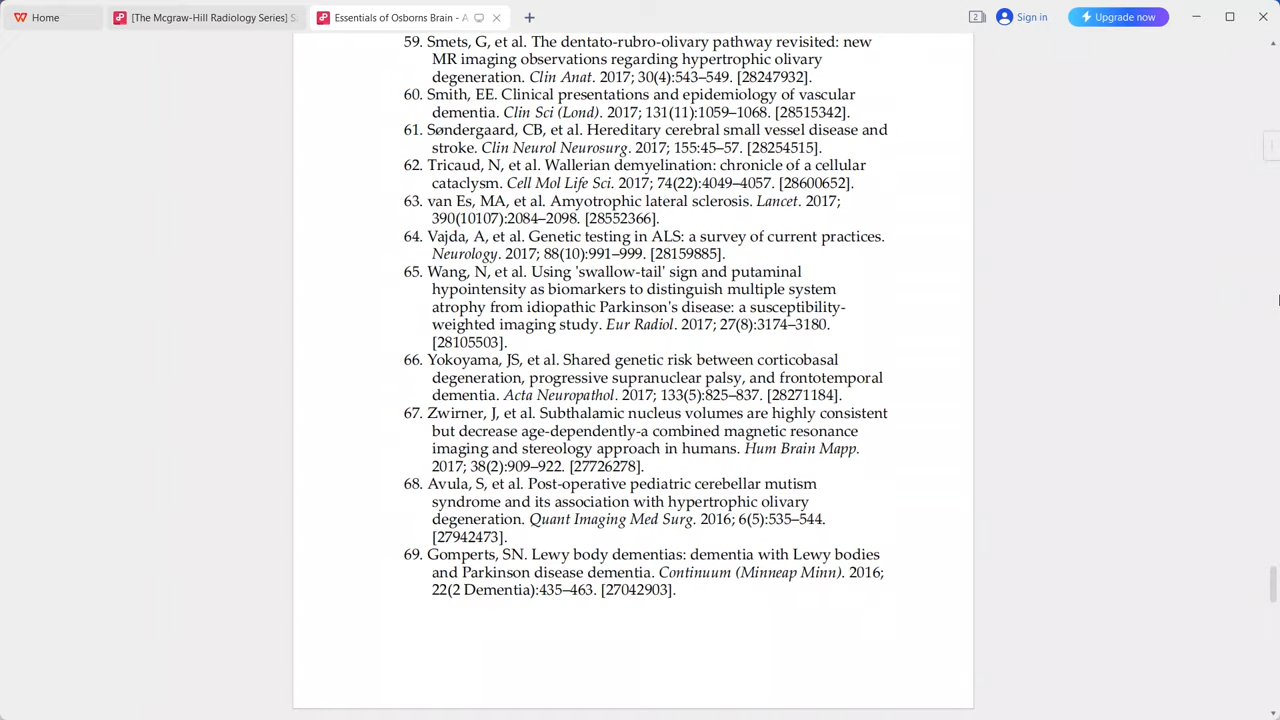 Home
[The Mcgraw-Hill Radiology Series] S
Essentials of Osborns Brain - A
2
Sign in
Upgrade now
59. Smets, G, et al. The dentato-rubro-olivary pathway revisited: new
MR imaging observations regarding hypertrophic olivary
degeneration. Clin Anat. 2017; 30(4):543–549. [28247932].
60. Smith, EE. Clinical presentations and epidemiology of vascular
dementia. Clin Sci (Lond). 2017; 131(11):1059–1068. [28515342].
61. Søndergaard, CB, et al. Hereditary cerebral small vessel disease and
stroke. Clin Neurol Neurosurg. 2017; 155:45–57. [28254515].
62. Tricaud, N, et al. Wallerian demyelination: chronicle of a cellular
cataclysm. Cell Mol Life Sci. 2017; 74(22):4049–4057. [28600652].
63. van Es, MA, et al. Amyotrophic lateral sclerosis. Lancet. 2017;
390(10107):2084–2098. [28552366].
64. Vajda, A, et al. Genetic testing in ALS: a survey of current practices.
Neurology. 2017; 88(10):991–999. [28159885].
65. Wang, N, et al. Using 'swallow-tail' sign and putaminal
hypointensity as biomarkers to distinguish multiple system
atrophy from idiopathic Parkinson's disease: a susceptibility-
weighted imaging study. Eur Radiol. 2017; 27(8):3174–3180.
[28105503].
66. Yokoyama, JS, et al. Shared genetic risk between corticobasal
degeneration, progressive supranuclear palsy, and frontotemporal
dementia. Acta Neuropathol. 2017; 133(5):825–837. [28271184].
67. Zwirner, J, et al. Subthalamic nucleus volumes are highly consistent
but decrease age-dependently-a combined magnetic resonance
imaging and stereology approach in humans. Hum Brain Mapp.
2017; 38(2):909–922. [27726278].
68. Avula, S, et al. Post-operative pediatric cerebellar mutism
syndrome and its association with hypertrophic olivary
degeneration. Quant Imaging Med Surg. 2016; 6(5):535–544.
[27942473].
69. Gomperts, SN. Lewy body dementias: dementia with Lewy bodies
and Parkinson disease dementia. Continuum (Minneap Minn). 2016;
22(2 Dementia):435–463. [27042903].